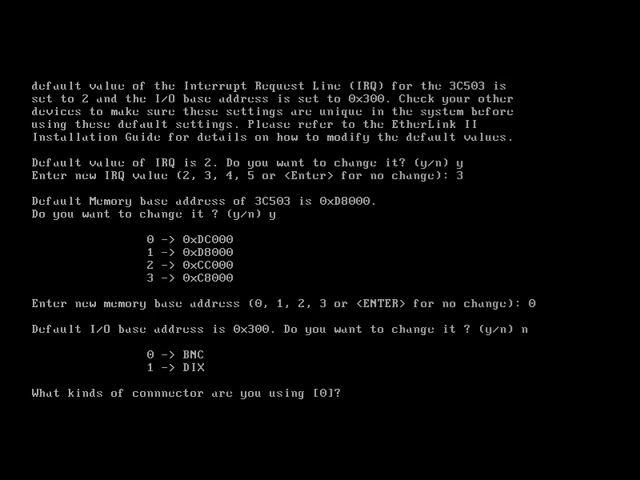 default value of the Interrupt Request Line (IRQ) for the 3C503 is
set to 2 and the I/O base address is set to 0x300. Check your other
devices to make sure these settings are unique in the system before
using these default settings. Please refer to the EtherLink II
Installation Guide for details on how to modify the default values.
Default value of IRQ is 2. Do you want to change it? (y/n) y
Enter new IRQ value (2, 3, 4, 5 or <Enter> for no change): 3
Default Memory base address of 3C503 is 0xD8000.
Do you want to change it ? (y/n) y
0 -> 0xDC000
1 -> 0xD8000
2 -> 0xCC000
3 -> 0xC8000
Enter new memory base address (0, 1, 2, 3 or <ENTER> for no change): 0
Default I/O base address is 0x300. Do you want to change it ? (y/n) n
0 -> BNC
1 -> DIX
What kinds of connnector are you using [0]?